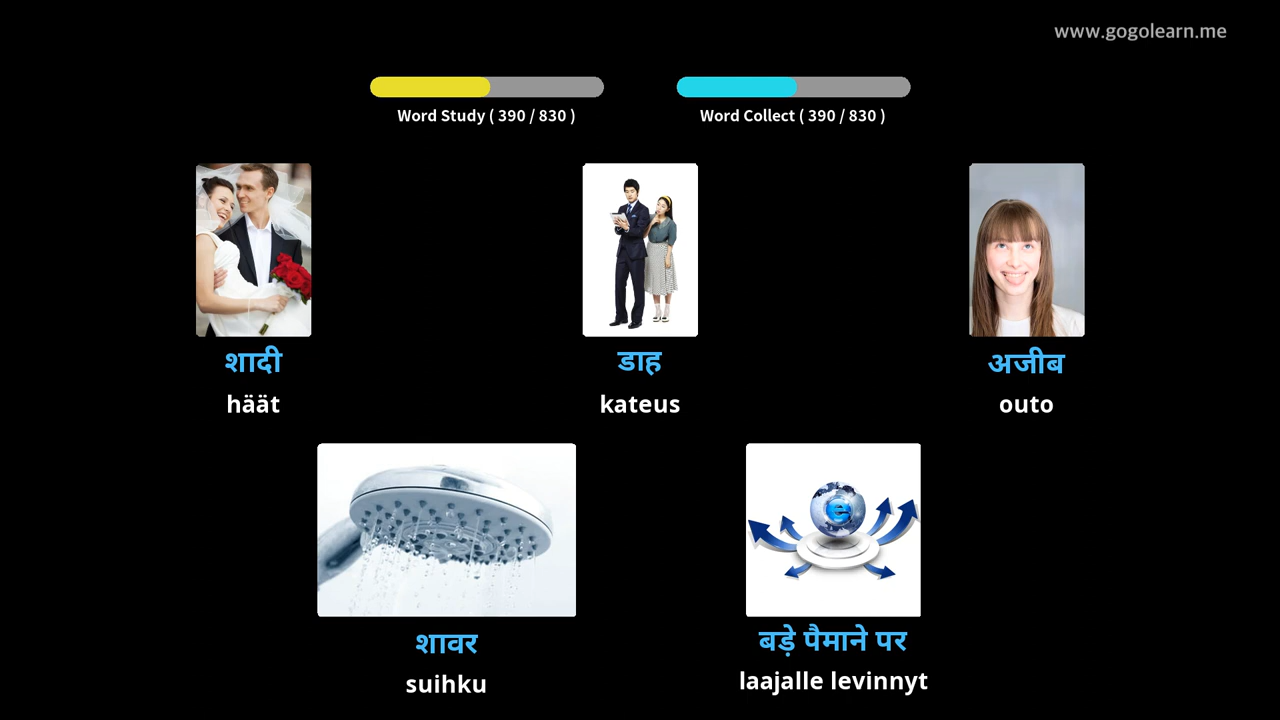 www.gogolearn.me
Word Study ( 390 / 830 )
Word Collect ( 390 / 830 )
शादी
häät
डाह
kateus
अजीब
outo
शावर
suihku
बड़े पैमाने पर
laajalle levinnyt